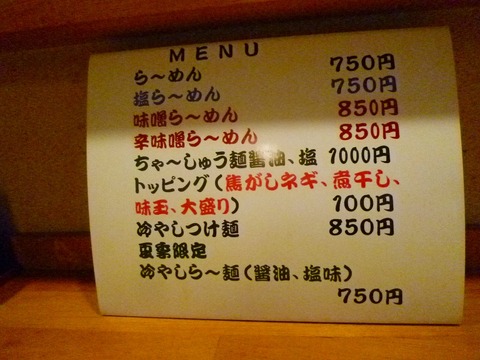 MENU
ら～めん 750円
塩ら～めん 750円
味噌ら～めん 850円
辛味噌ら～めん 850円
ちゃ～しゅう麺醤油、塩 1000円
トッピング(焦がしネギ、煮干し、
味玉、大盛り) 100円
冷やしつけ麺 850円
夏季限定
冷やしら～麺(醤油、塩味)
750円